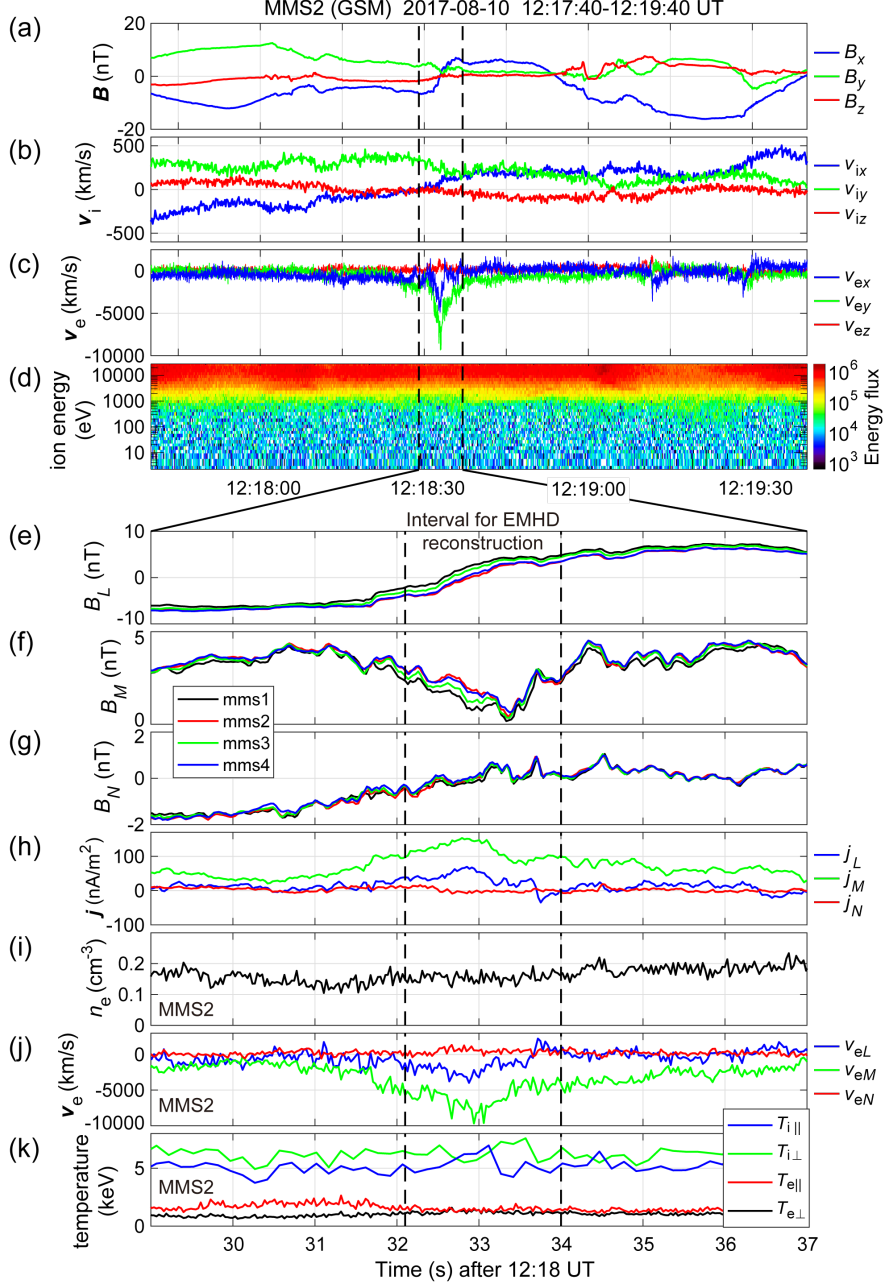 MMS2 (GSM) 2017-08-10 12:17:40-12:19:40 UT
(a)
B (nT)
20
0
-20
Bx
By
Bz
(b)
vi (km/s)
500
0
-500
vix
viy
viz
(c)
ve (km/s)
0
-5000
-10000
vex
vey
vez
(d)
ion energy
(eV)
10000
1000
100
10
10^6
10^5
10^4
10^3
Energy flux
12:18:00
12:18:30
12:19:00
12:19:30
(e)
BL (nT)
10
0
-10
Interval for EMHD
reconstruction
(f)
BM (nT)
5
0
mms1
mms2
mms3
mms4
(g)
BN (nT)
2
0
-2
(h)
j (nA/m^2)
100
0
-100
jL
jM
jN
(i)
ne (cm^-3)
0.2
0.1
0
MMS2
(j)
ve (km/s)
0
-5000
-10000
MMS2
veL
veM
veN
(k)
temperature
(keV)
5
0
MMS2
Ti||
Ti⊥
Te||
Te⊥
30
31
32
33
34
35
36
37
Time (s) after 12:18 UT